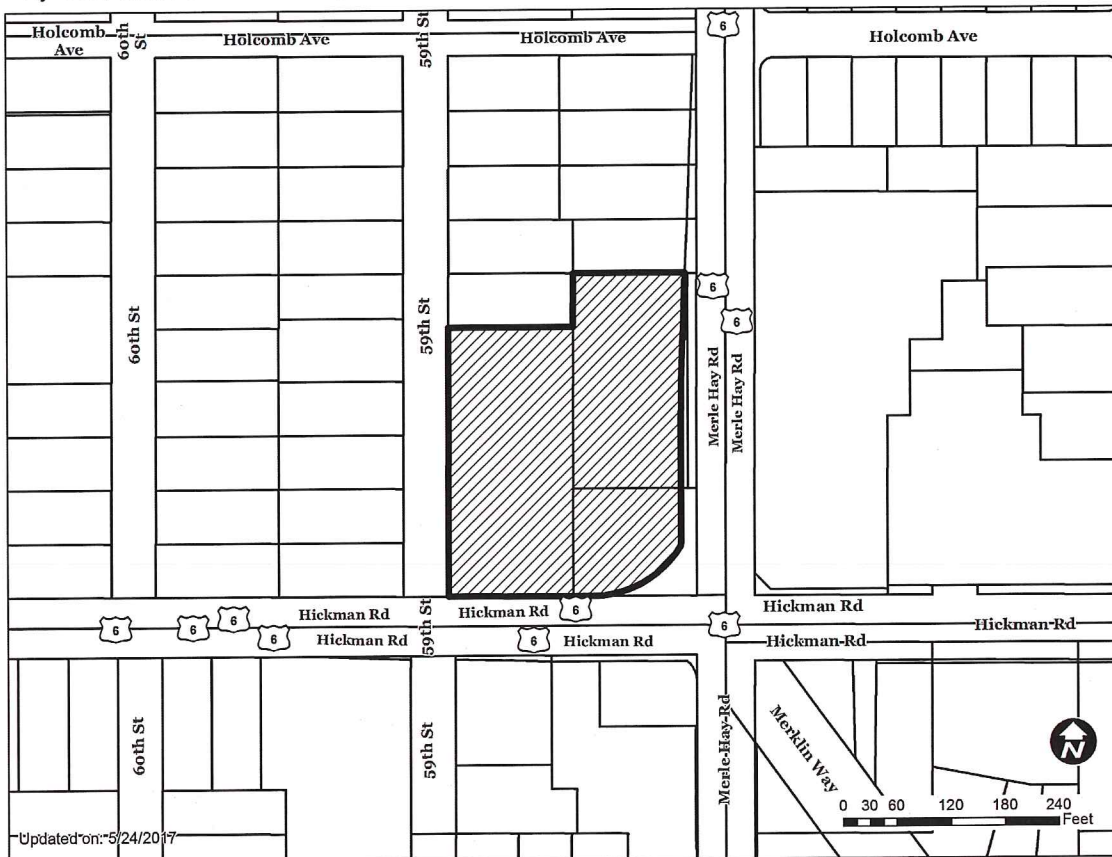 Holcomb
Ave
60th
St
Holcomb Ave
59th St
Holcomb Ave
6
Holcomb Ave
60th St
59th St
6
6
Merle Hay Rd
Merle Hay Rd
Hickman Rd
59th St
Hickman Rd
6
Hickman Rd
Hickman Rd
6
6
6
6
Hickman Rd
6
Hickman Rd
6
Hickman Rd
60th St
59th St
Merle Hay Rd
Merklin Way
N
0 30 60 120 180 240
Feet
Updated on: 5/24/2017